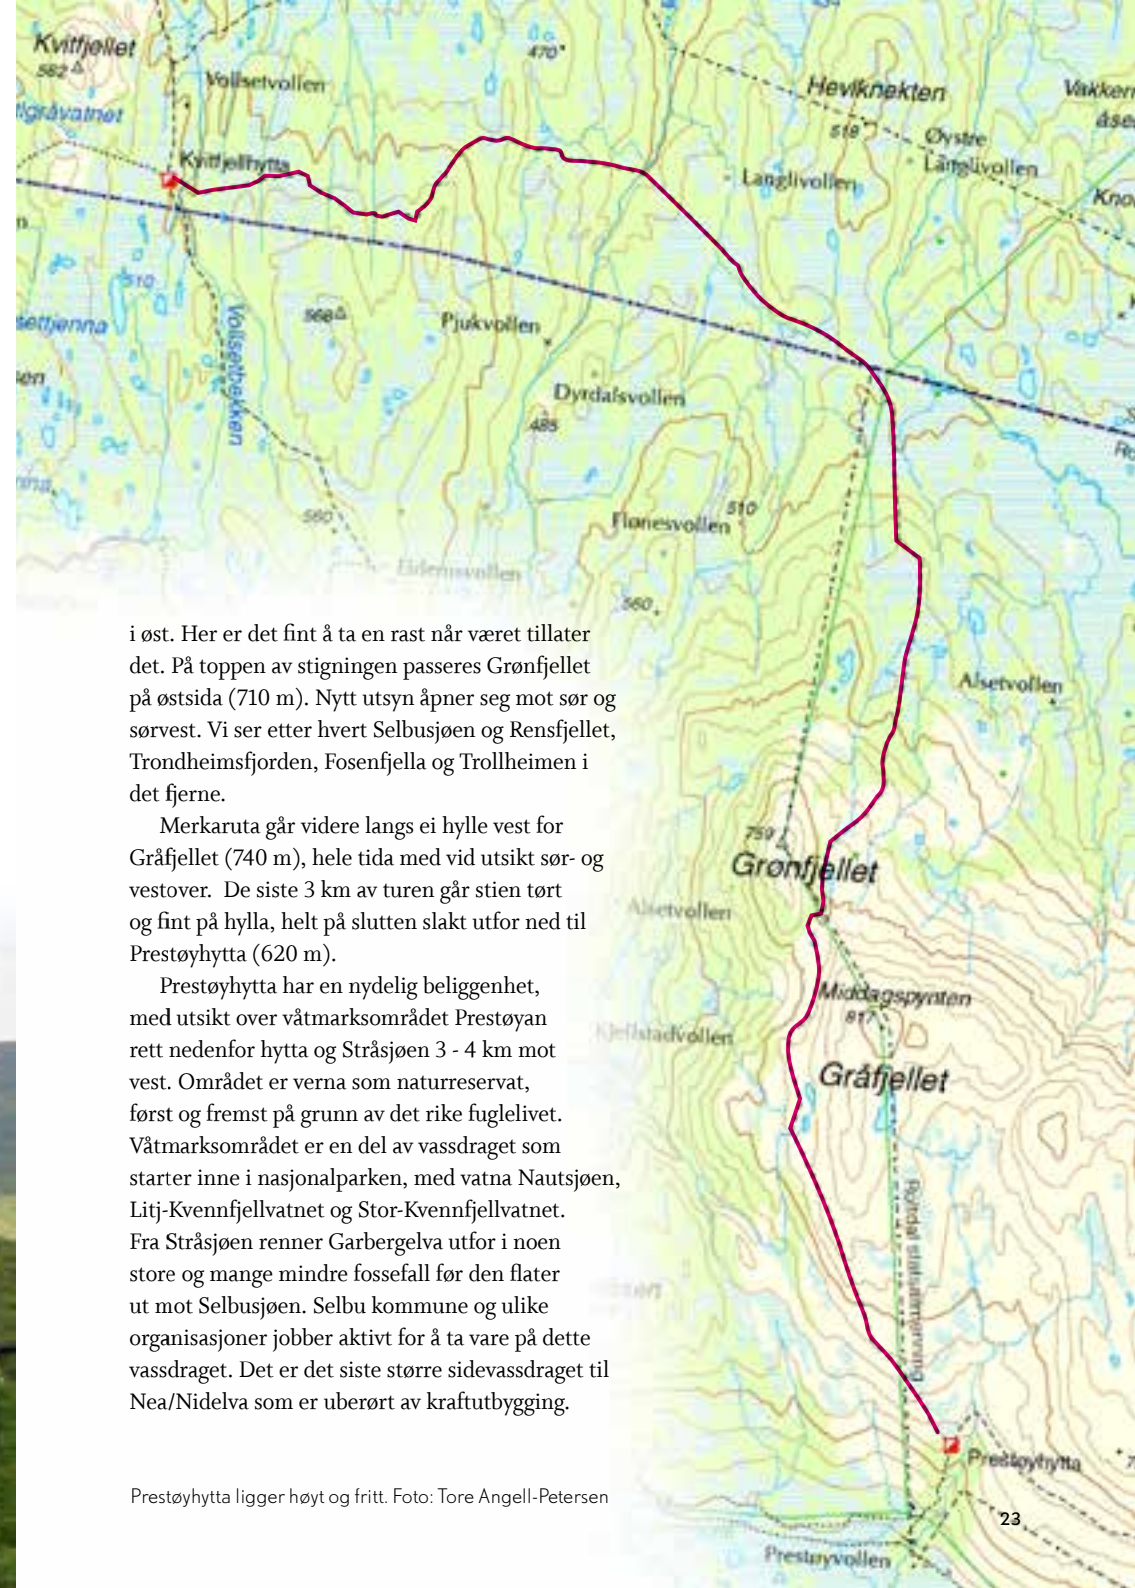 Kvitfjellet
582
Vollsetvollen
470
Hevlknekten
519
Øvstre
Langlivollen
Vakkern
åse
Kvitfjellhytta
Langlivollen
Kno
510
Vollsetbekken
568
Pjukvollen
Dyrdalsvollen
485
510
Flønesvollen
560
Eidemsvollen
560
Alsetvollen
759
Grønfjellet
Alsetvollen
Middagspynten
817
Kjellstadvollen
Gråfjellet
Prestøyhytta
Prestøyvollen
i øst. Her er det fint å ta en rast når været tillater
det. På toppen av stigningen passeres Grønfjellet
på østsida (710 m). Nytt utsyn åpner seg mot sør og
sørvest. Vi ser etter hvert Selbusjøen og Rensfjellet,
Trondheimsfjorden, Fosenfjella og Trollheimen i
det fjerne.
Merkaruta går videre langs ei hylle vest for
Gråfjellet (740 m), hele tida med vid utsikt sør- og
vestover. De siste 3 km av turen går stien tørt
og fint på hylla, helt på slutten slakt utfor ned til
Prestøyhytta (620 m).
Prestøyhytta har en nydelig beliggenhet,
med utsikt over våtmarksområdet Prestøyan
rett nedenfor hytta og Stråsjøen 3 - 4 km mot
vest. Området er verna som naturreservat,
først og fremst på grunn av det rike fuglelivet.
Våtmarksområdet er en del av vassdraget som
starter inne i nasjonalparken, med vatna Nautsjøen,
Litj-Kvennfjellvatnet og Stor-Kvennfjellvatnet.
Fra Stråsjøen renner Garbergelva utfor i noen
store og mange mindre fossefall før den flater
ut mot Selbusjøen. Selbu kommune og ulike
organisasjoner jobber aktivt for å ta vare på dette
vassdraget. Det er det siste større sidevassdraget til
Nea/Nidelva som er uberørt av kraftutbygging.
Prestøyhytta ligger høyt og fritt. Foto: Tore Angell-Petersen
23